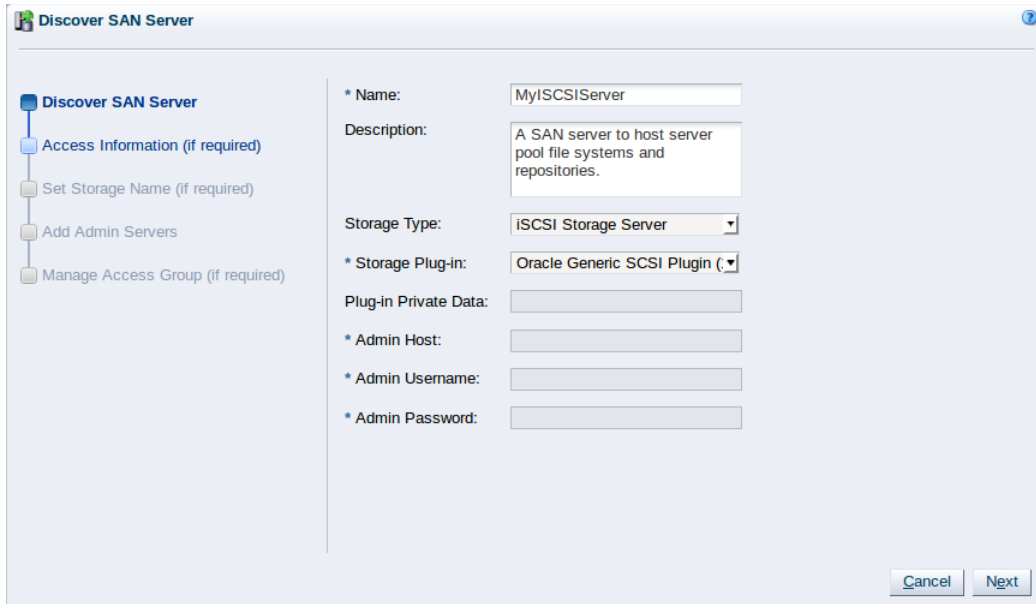 Discover SAN Server
Discover SAN Server
Access Information (if required)
Set Storage Name (if required)
Add Admin Servers
Manage Access Group (if required)
* Name:
MyISCSIServer
Description:
A SAN server to host server
pool file systems and
repositories.
Storage Type:
iSCSI Storage Server
* Storage Plug-in:
Oracle Generic SCSI Plugin (
Plug-in Private Data:
* Admin Host:
* Admin Username:
* Admin Password:
Cancel
Next